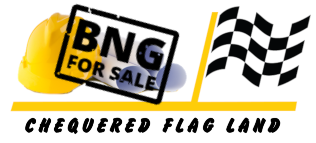 BNG
FOR SALE
CHEQUERED FLAG LAND